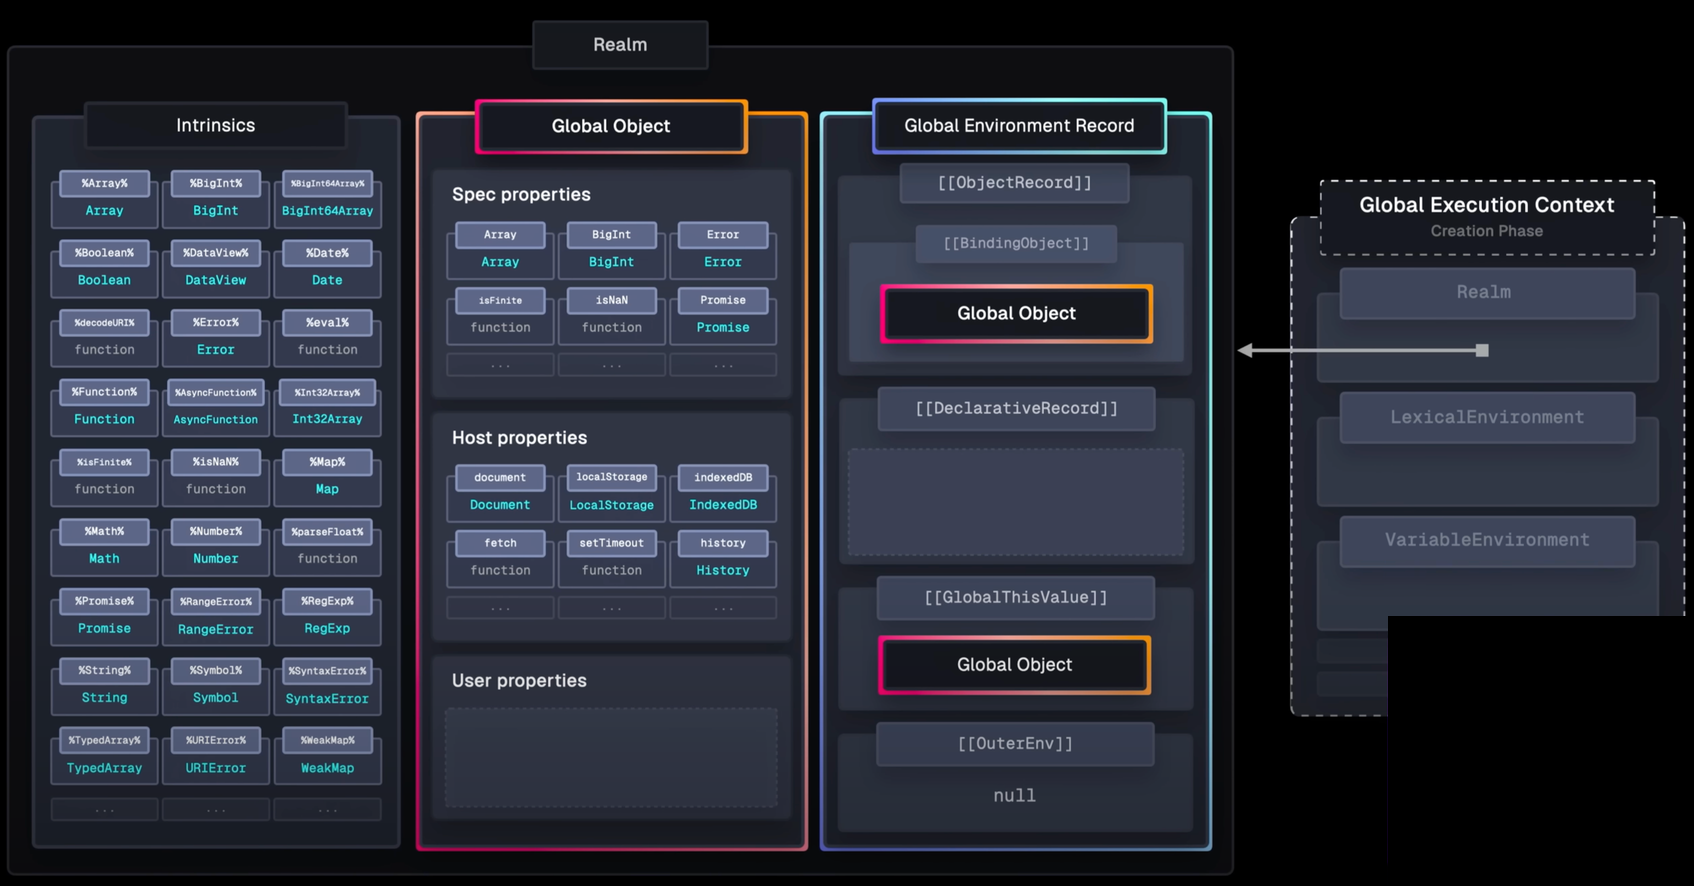 Realm
Intrinsics
%Array%
%BigInt%
%BigInt64Array%
Array
BigInt
BigInt64Array
%Boolean%
%DataView%
%Date%
Boolean
DataView
Date
%decodeURI%
%Error%
%eval%
function
Error
function
%Function%
%AsyncFunction%
%Int32Array%
Function
AsyncFunction
Int32Array
%isFinite%
%isNaN%
%Map%
function
function
Map
%Math%
%Number%
%parseFloat%
Math
Number
function
%Promise%
%RangeError%
%RegExp%
Promise
RangeError
RegExp
%String%
%Symbol%
%SyntaxError%
String
Symbol
SyntaxError
%TypedArray%
%URIError%
%WeakMap%
TypedArray
URIError
WeakMap
...
...
...
Global Object
Spec properties
Array
BigInt
Error
Array
BigInt
Error
isFinite
isNaN
Promise
function
function
Promise
...
...
...
Host properties
document
localStorage
indexedDB
Document
LocalStorage
IndexedDB
fetch
setTimeout
history
function
function
History
...
...
...
User properties
Global Environment Record
[[ObjectRecord]]
[[BindingObject]]
Global Object
[[DeclarativeRecord]]
[[GlobalThisValue]]
Global Object
[[OuterEnv]]
null
Global Execution Context
Creation Phase
Realm
LexicalEnvironment
VariableEnvironment